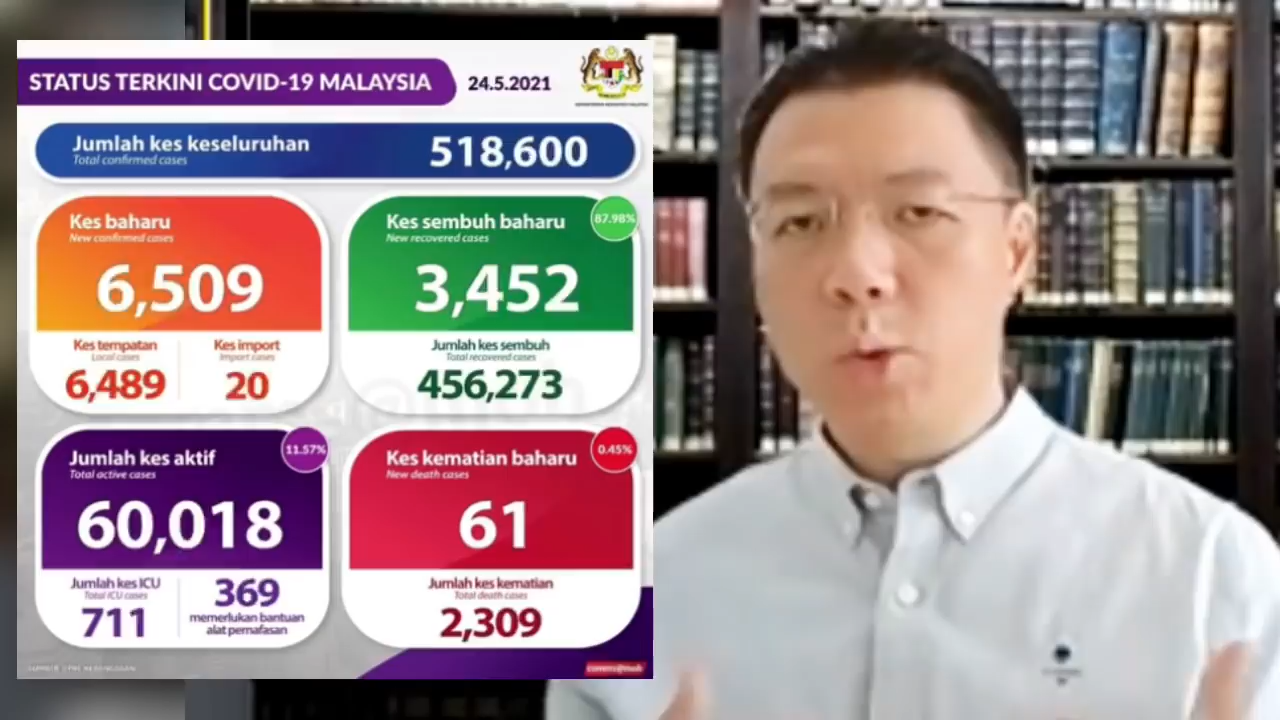 STATUS TERKINI COVID-19 MALAYSIA
24.5.2021
Jumlah kes keseluruhan
Total confirmed cases
518,600
Kes baharu
New confirmed cases
6,509
Kes tempatan
Local cases
6,489
Kes import
Import cases
20
Kes sembuh baharu
New recovered cases
87.98%
3,452
Jumlah kes sembuh
Total recovered cases
456,273
Jumlah kes aktif
Total active cases
11.57%
60,018
Jumlah kes ICU
Total ICU cases
711
369
memerlukan bantuan
alat pernafasan
Kes kematian baharu
New death cases
0.45%
61
Jumlah kes kematian
Total death cases
2,309